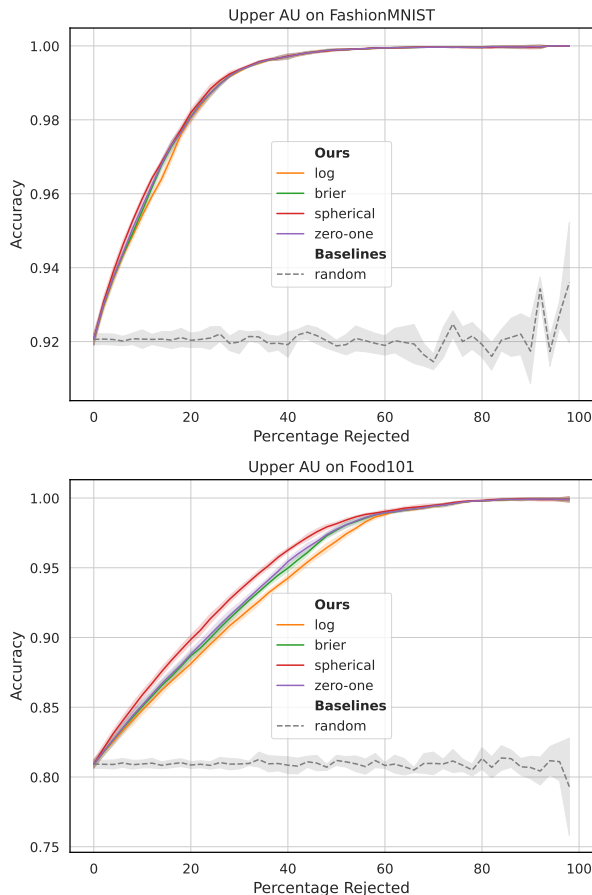 Upper AU on FashionMNIST
1.00
0.98
0.96
0.94
0.92
Accuracy
Ours
log
brier
spherical
zero-one
Baselines
random
0 20 40 60 80 100
Percentage Rejected
Upper AU on Food101
1.00
0.95
0.90
0.85
0.80
0.75
Accuracy
Ours
log
brier
spherical
zero-one
Baselines
random
0 20 40 60 80 100
Percentage Rejected